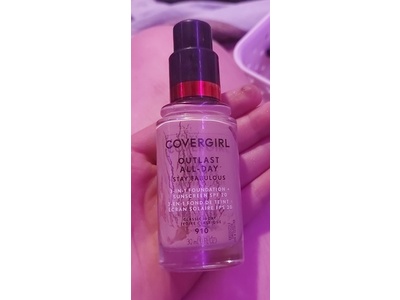 COVERGIRL
OUTLAST
ALL-DAY
STAY FABULOUS
3-IN-1 FOUNDATION +
SUNSCREEN SPF 20
3-EN-1 FOND DE TEINT +
ÉCRAN SOLAIRE FPS 20
910